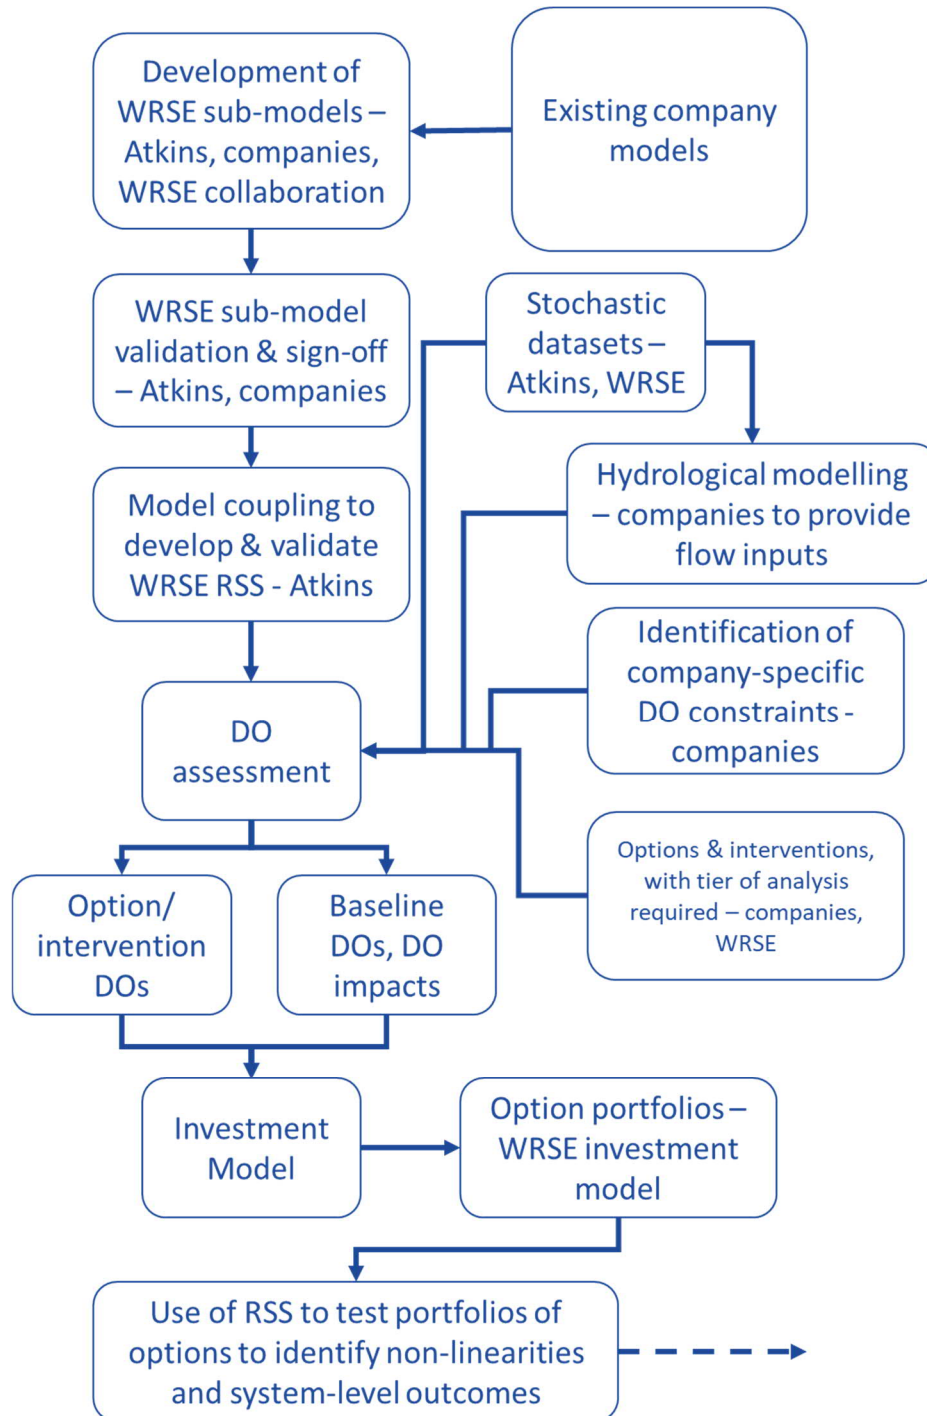 Development of
WRSE sub-models –
Atkins, companies,
WRSE collaboration
Existing company
models
WRSE sub-model
validation & sign-off
– Atkins, companies
Stochastic
datasets –
Atkins, WRSE
Model coupling to
develop & validate
WRSE RSS - Atkins
Hydrological modelling
– companies to provide
flow inputs
Identification of
company-specific
DO constraints -
companies
DO
assessment
Options & interventions,
with tier of analysis
required – companies,
WRSE
Option/
intervention
DOs
Baseline
DOs, DO
impacts
Investment
Model
Option portfolios –
WRSE investment
model
Use of RSS to test portfolios of
options to identify non-linearities
and system-level outcomes